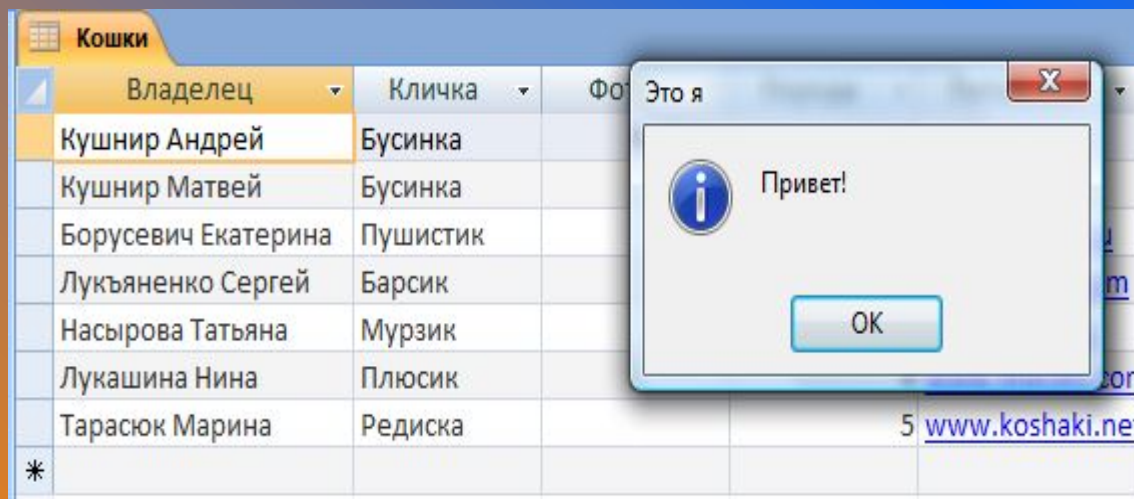 Кошки
Владелец Кличка Фот
Это я
Привет!
OK
Кушнир Андрей Бусинка
Кушнир Матвей Бусинка
Борусевич Екатерина Пушистик
Лукъяненко Сергей Барсик
Насырова Татьяна Мурзик
Лукашина Нина Плюсик
Тарасюк Марина Редиска 5 www.koshaki.ne